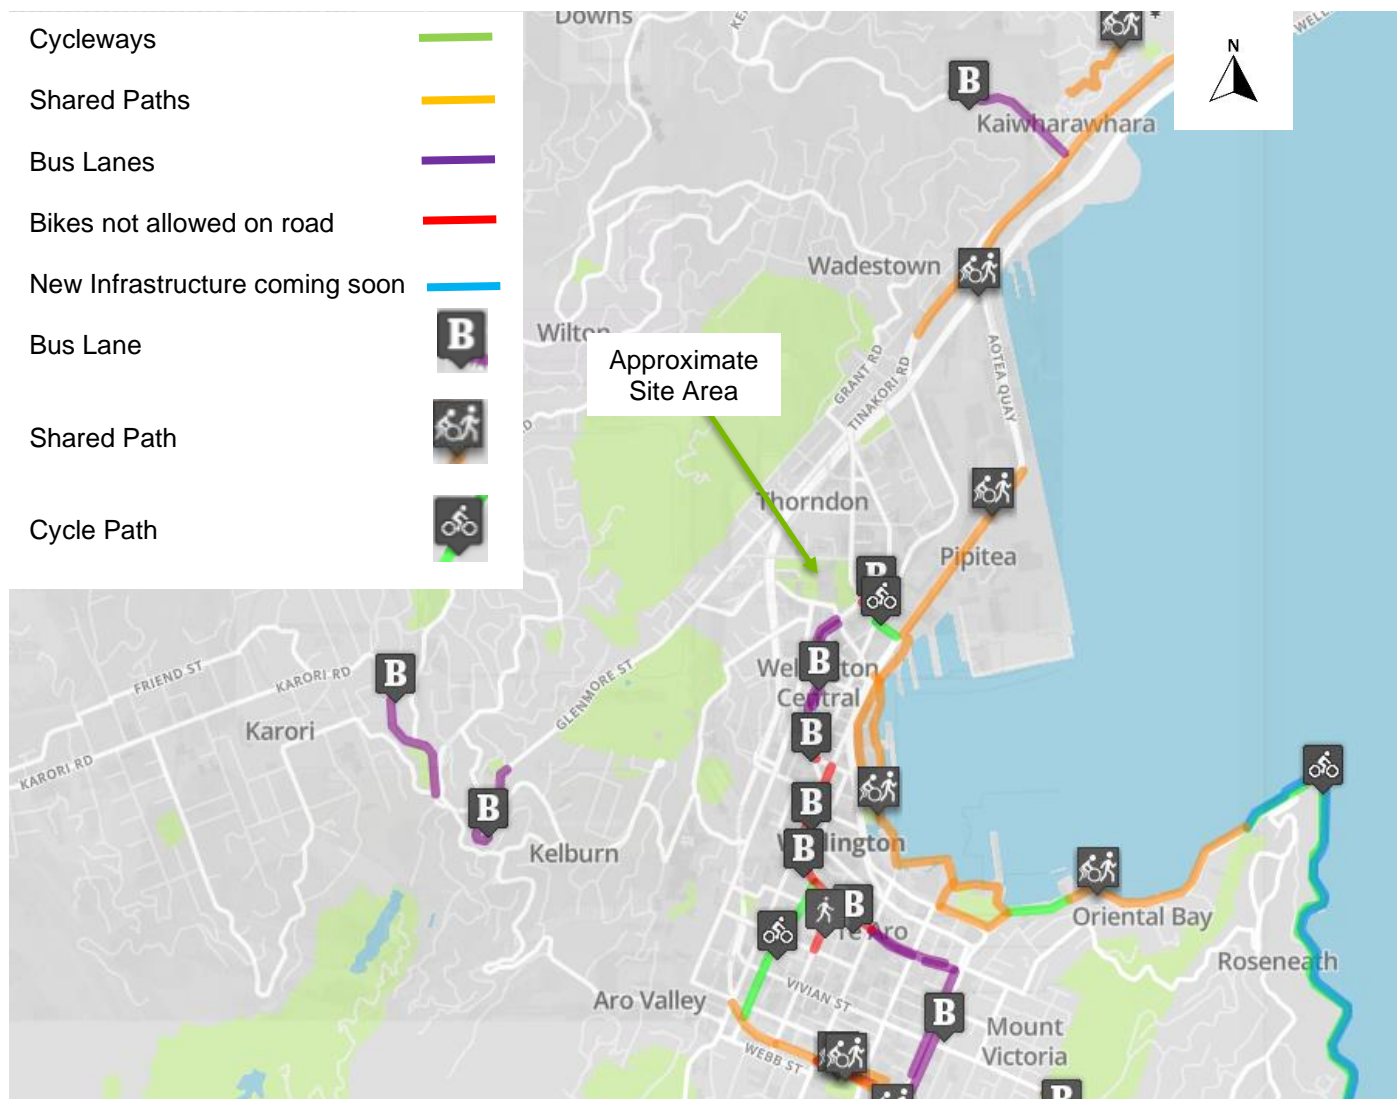 Cycleways
Shared Paths
Bus Lanes
Bikes not allowed on road
New Infrastructure coming soon
Bus Lane
B
Shared Path
Cycle Path
Downs
N
B
Kaiwharawhara
Wadestown
Wilton
Approximate
Site Area
GRANT RD
TINAKORI RD
AOTEA QUAY
Thorndon
Pipitea
B
FRIEND ST
KARORI RD
B
GLENMORE ST
Karori
KARORI RD
B
Wellington
Central
B
B
Kelburn
B
B
Wellington
B
Te Aro
Oriental Bay
Roseneath
Aro Valley
VIVIAN ST
B
Mount
Victoria
WEBB ST
B